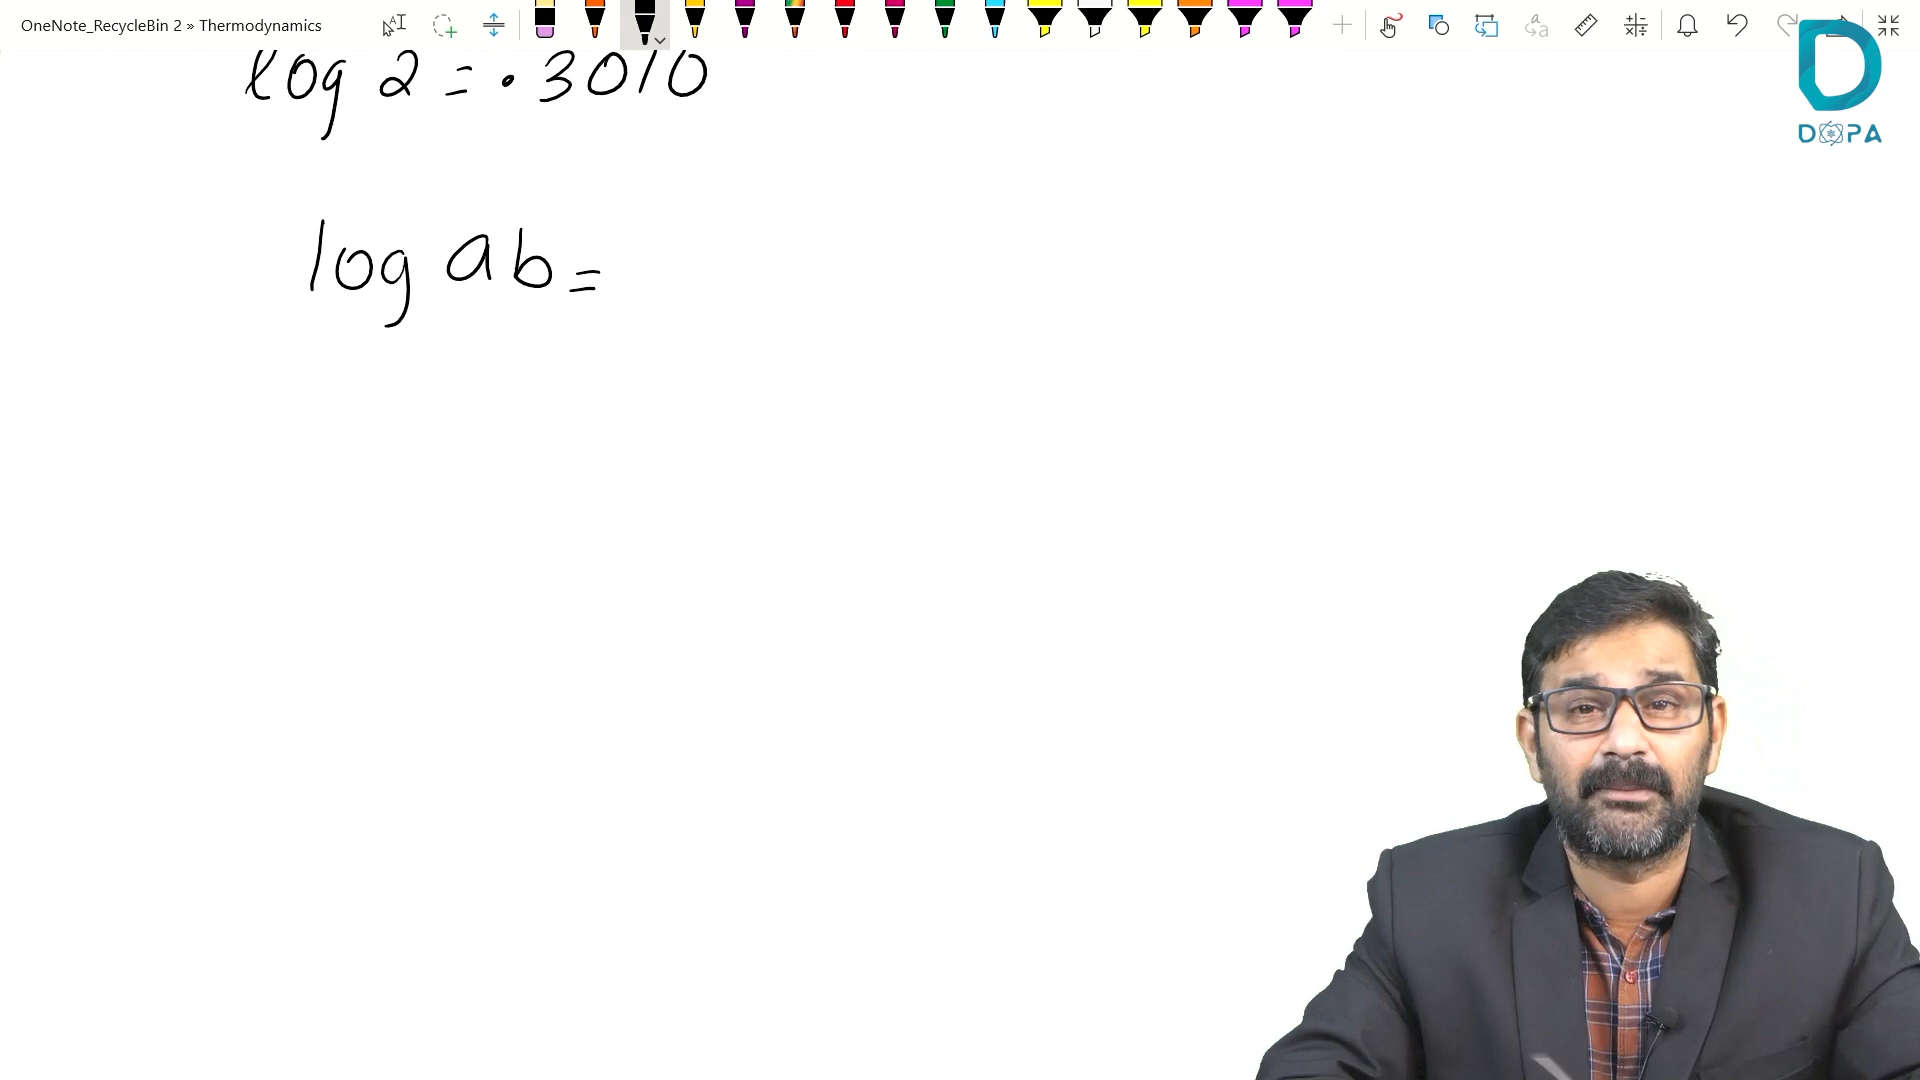 OneNote_RecycleBin 2 » Thermodynamics
log 2 = .3010
DOPA
log ab =